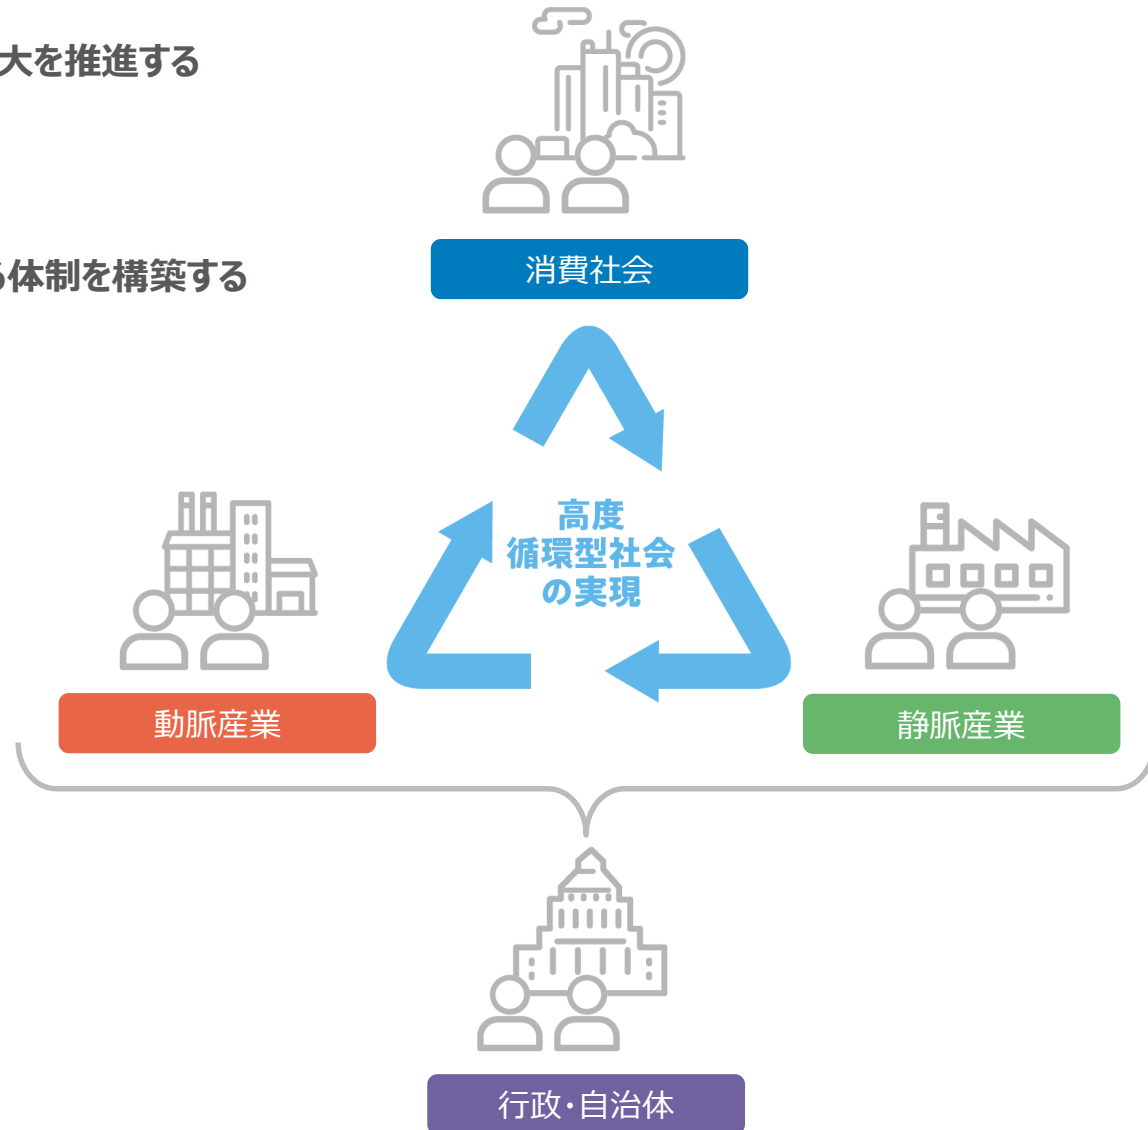 大を推進する
体制を構築する
消費社会
高度
循環型社会
の実現
動脈産業
静脈産業
行政・自治体